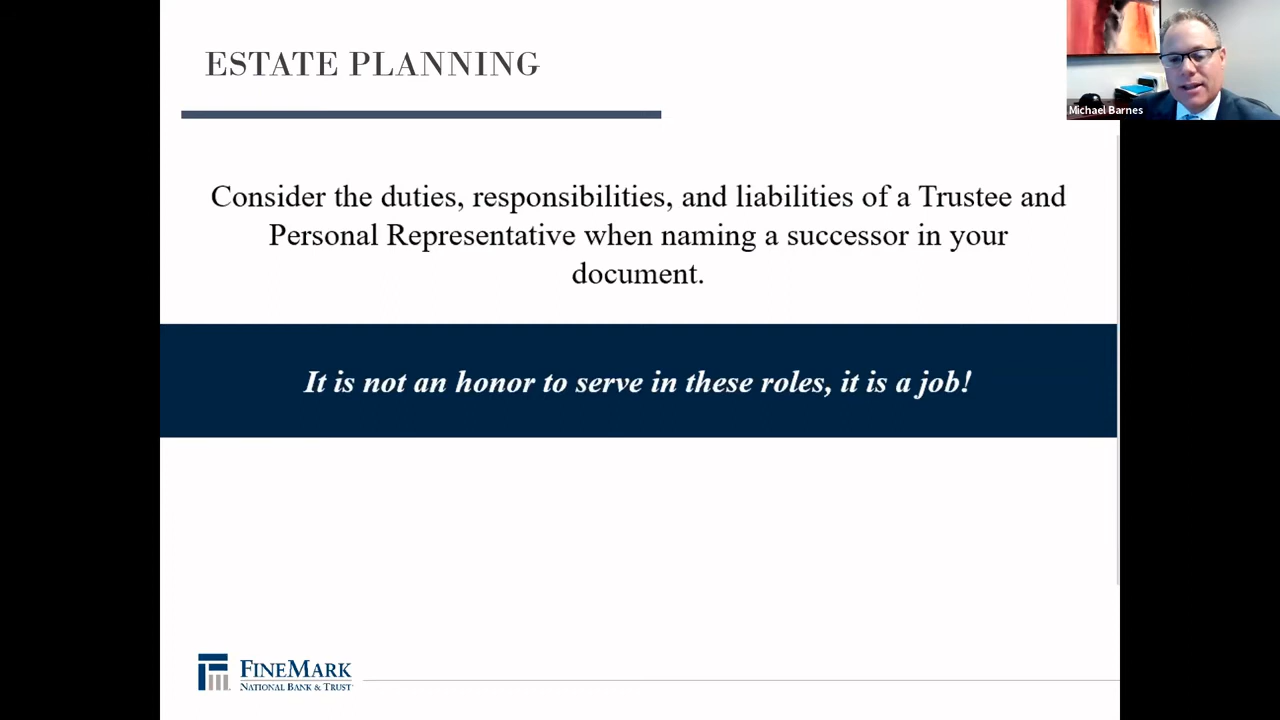 ESTATE PLANNING
Michael Barnes
Consider the duties, responsibilities, and liabilities of a Trustee and
Personal Representative when naming a successor in your
document.
It is not an honor to serve in these roles, it is a job!
FINEMARK
NATIONAL BANK & TRUST